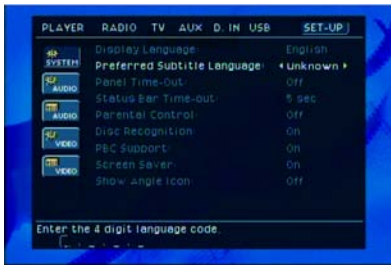 PLAYER RADIO TV AUX D. IN USB SET-UP
SYSTEM
AUDIO
AUDIO
VIDEO
VIDEO
Display Language: English
Preferred Subtitle Language: Unknown
Panel Time-Out: Off
Status Bar Time-out: 5 sec
Parental Control: Off
Disc Recognition: On
PBC Support: On
Screen Saver: On
Show Angle Icon: Off
Enter the 4 digit language code.